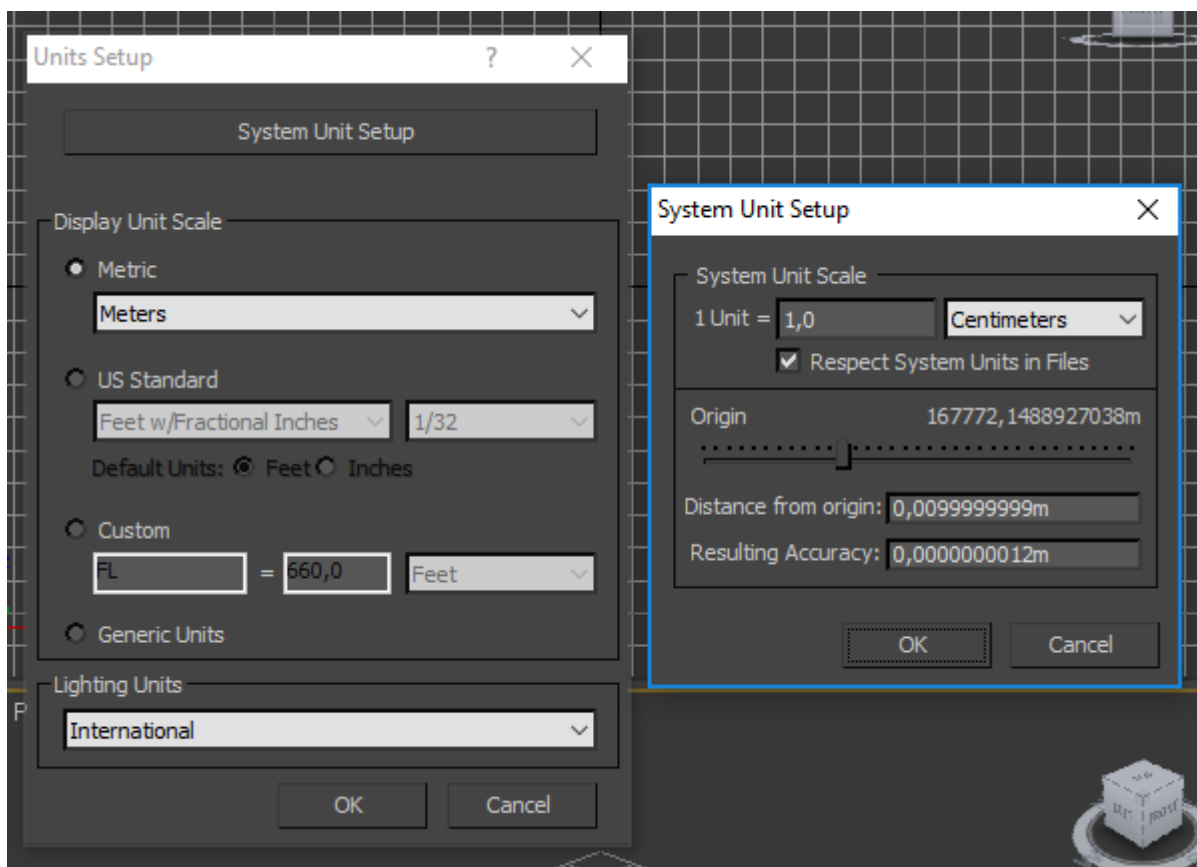 Units Setup ?
System Unit Setup
Display Unit Scale
Metric
Meters
US Standard
Feet w/Fractional Inches 1/32
Default Units: Feet Inches
Custom
FL = 660,0 Feet
Generic Units
Lighting Units
International
OK Cancel
System Unit Setup
System Unit Scale
1 Unit = 1,0 Centimeters
Respect System Units in Files
Origin 167772,1488927038m
Distance from origin: 0,0099999999m
Resulting Accuracy: 0,0000000012m
OK Cancel
P
LEFT FRONT